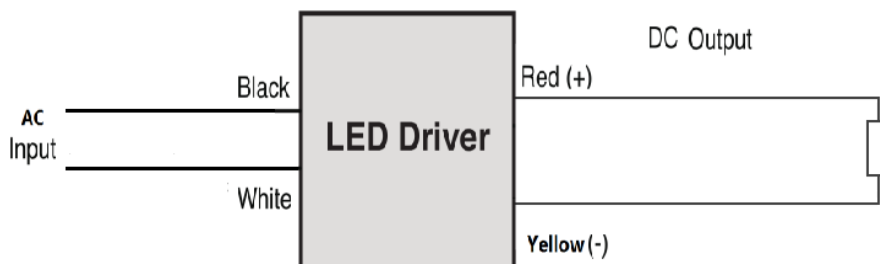 DC Output
Black
Red (+)
AC
Input
LED Driver
White
Yellow (-)